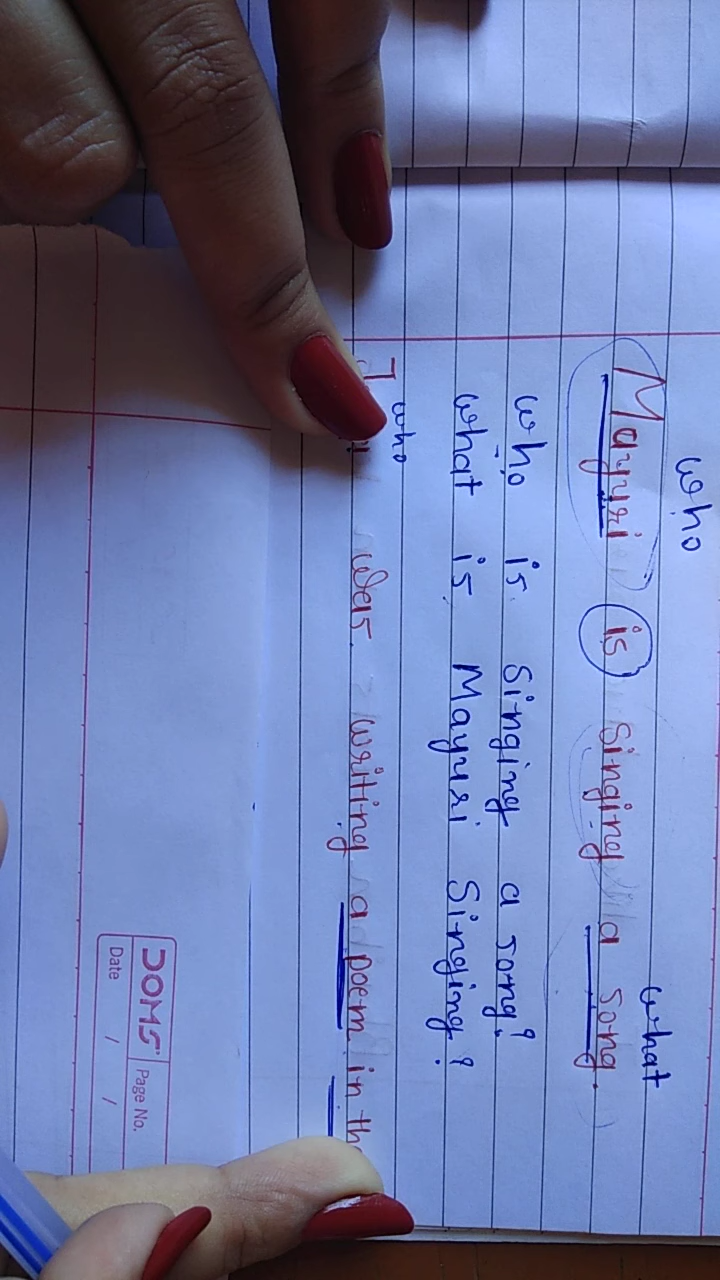 who
what
Mayuri is singing a song.
who is singing a song?
what is Mayuri Singing?
who
was writing a poem in
DOMS
Page No.
Date / /